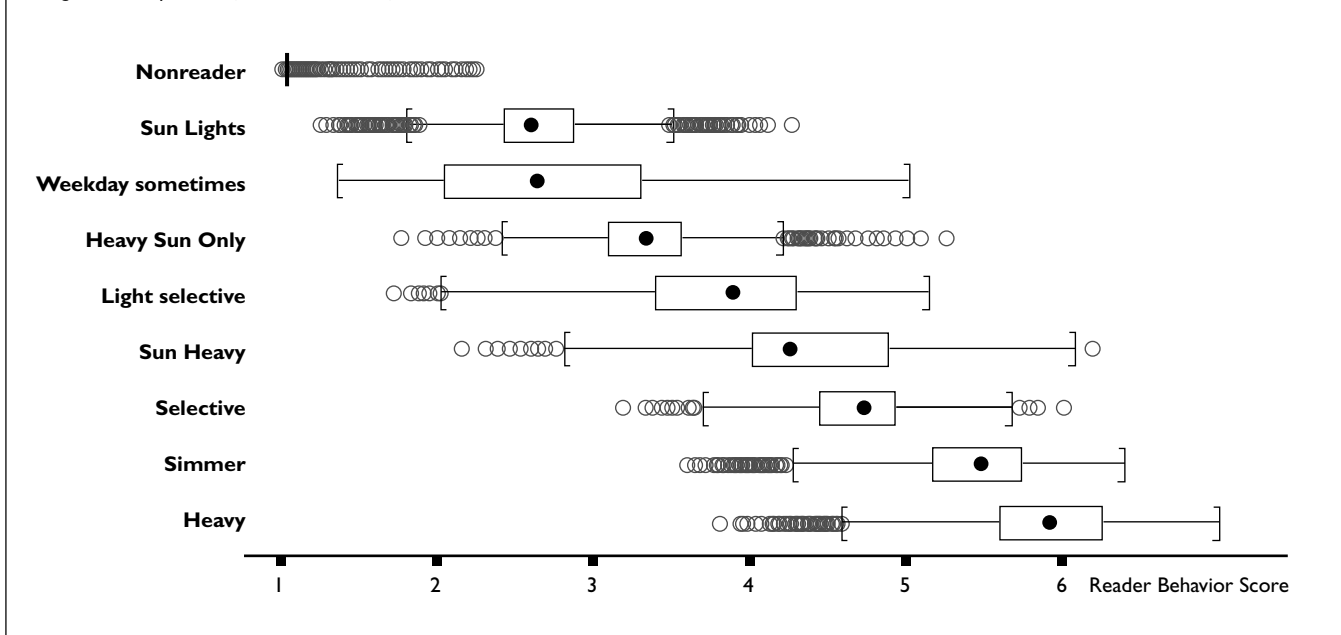 Nonreader
Sun Lights
Weekday sometimes
Heavy Sun Only
Light selective
Sun Heavy
Selective
Simmer
Heavy
1 2 3 4 5 6 Reader Behavior Score